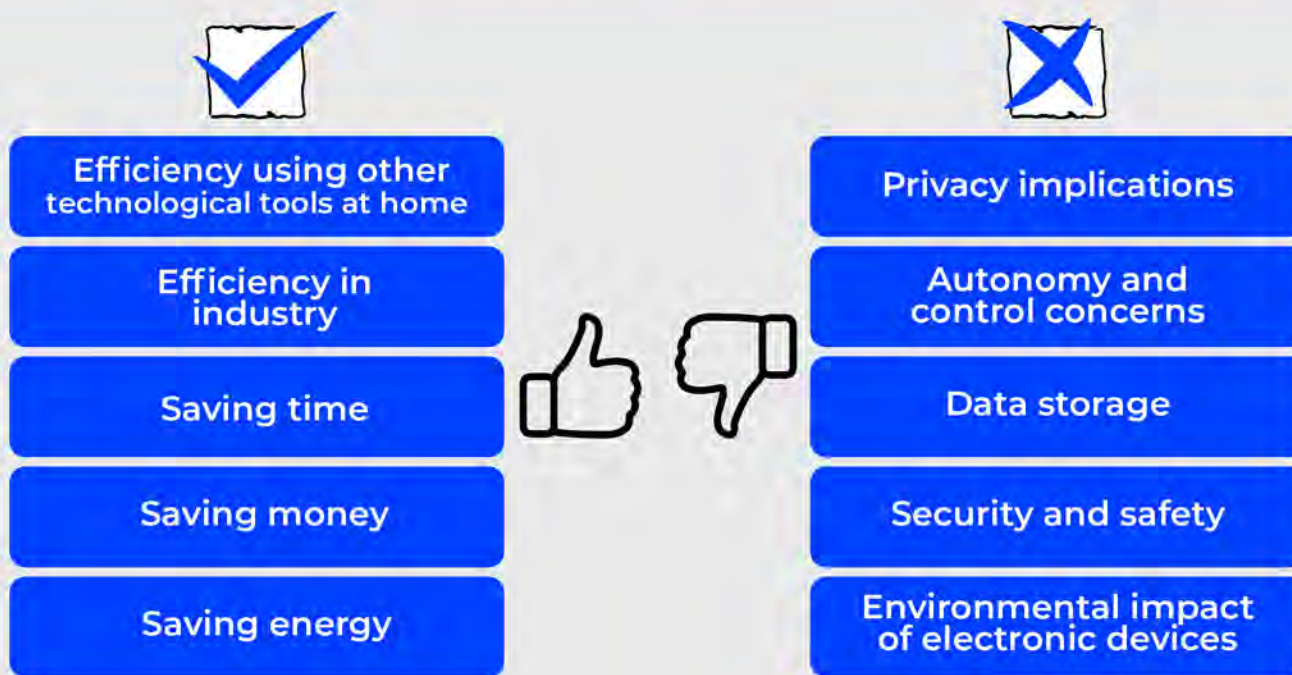 Efficiency using other
technological tools at home
Efficiency in
industry
Saving time
Saving money
Saving energy
Privacy implications
Autonomy and
control concerns
Data storage
Security and safety
Environmental impact
of electronic devices